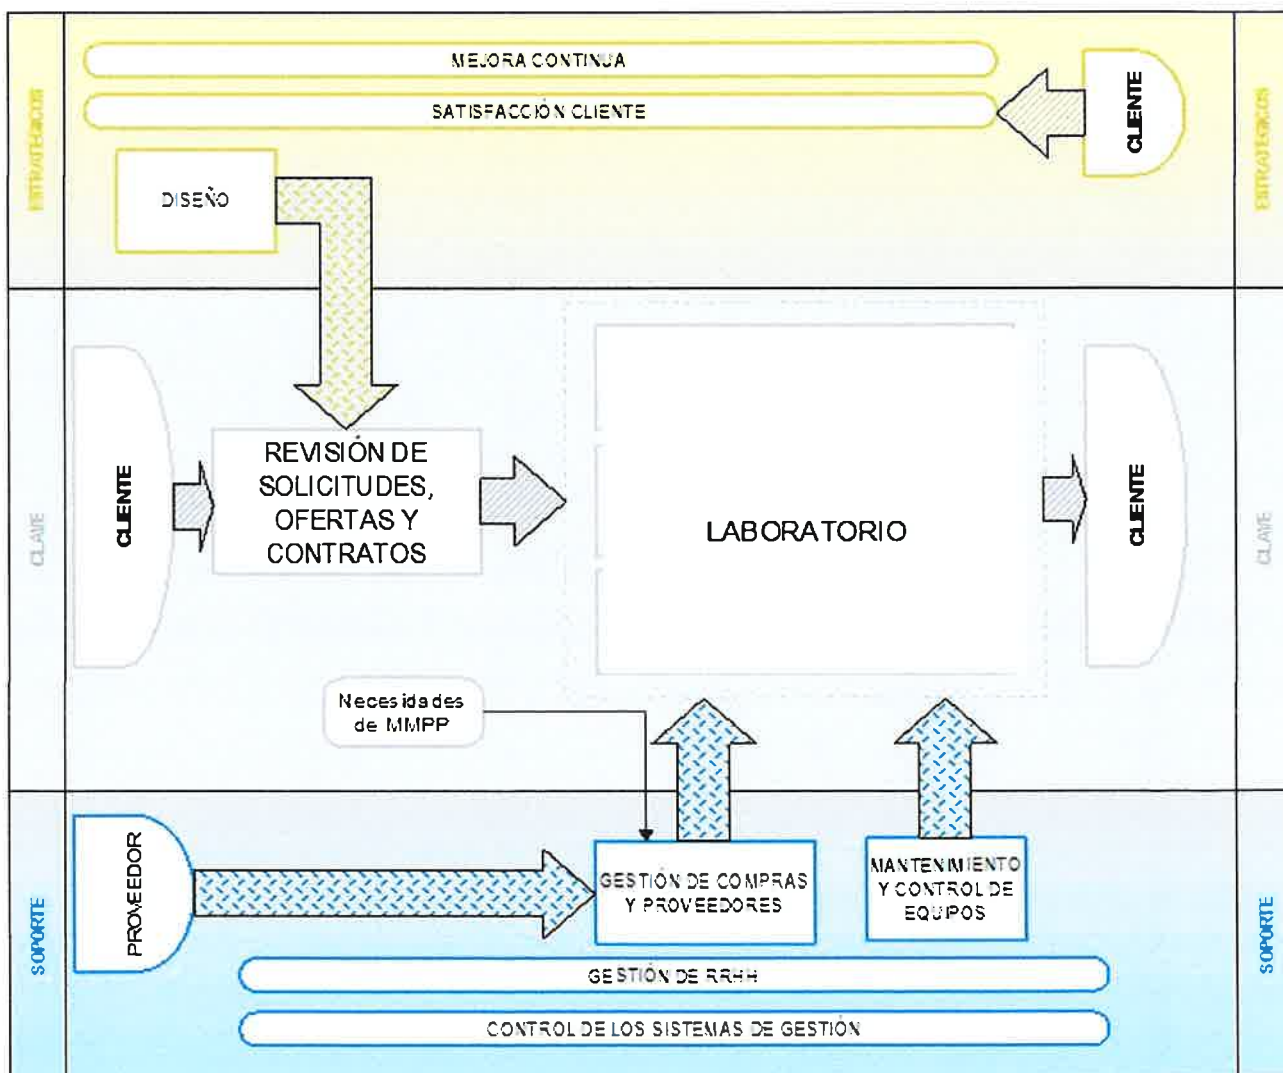 ESTRATEGICOS
MEJORA CONTINUA
SATISFACCIÓN CLIENTE
CLIENTE
ESTRATEGICOS
DISEÑO
CLAVE
CLIENTE
REVISIÓN DE
SOLICITUDES,
OFERTAS Y
CONTRATOS
LABORATORIO
CLIENTE
CLAVE
Necesidades
de MMPP
SOPORTE
PROVEEDOR
GESTIÓN DE COMPRAS
Y PROVEEDORES
MANTENIMIENTO
Y CONTROL DE
EQUIPOS
SOPORTE
GESTIÓN DE RRHH
CONTROL DE LOS SISTEMAS DE GESTIÓN